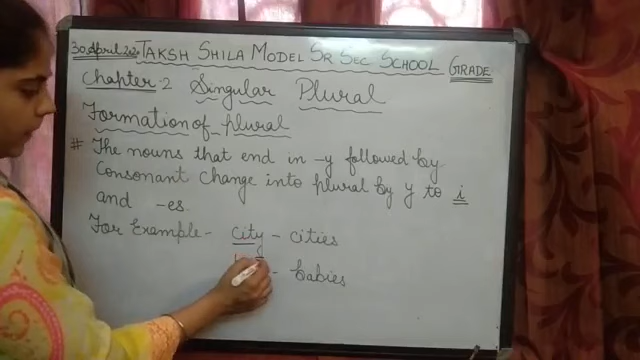 30 April 22 TAKSH SHILA MODEL SR SEC SCHOOL GRADE
Chapter 2 Singular Plural
Formation of plural
# The nouns that end in -y followed by
Consonant change into plural by y to i
and -es.
For Example - city - cities
- babies